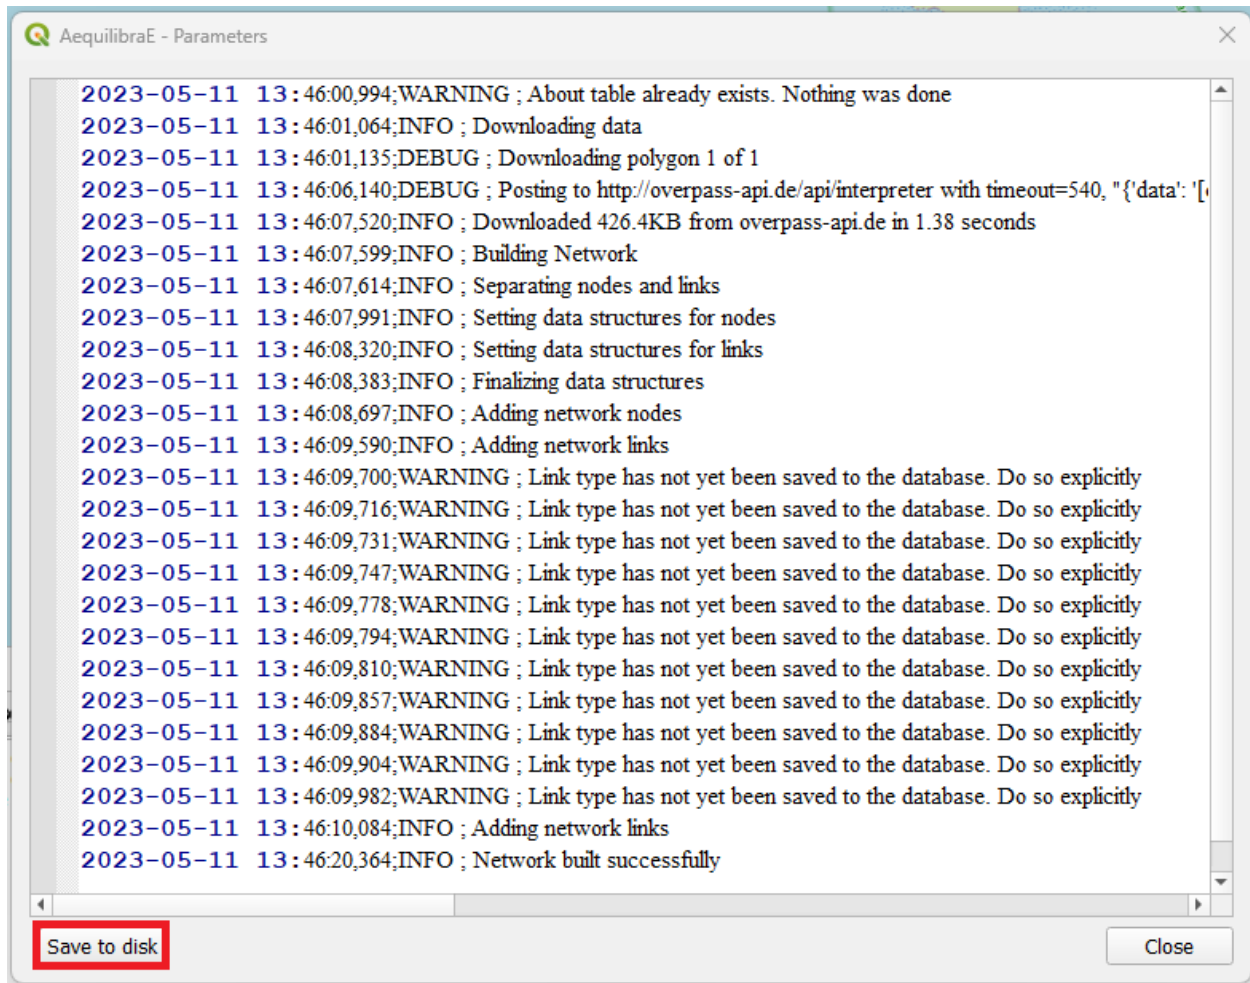 AequilibraE - Parameters
2023-05-11 13:46:00,994;WARNING ; About table already exists. Nothing was done
2023-05-11 13:46:01,064;INFO ; Downloading data
2023-05-11 13:46:01,135;DEBUG ; Downloading polygon 1 of 1
2023-05-11 13:46:06,140;DEBUG ; Posting to http://overpass-api.de/api/interpreter with timeout=540, "{'data': '[
2023-05-11 13:46:07,520;INFO ; Downloaded 426.4KB from overpass-api.de in 1.38 seconds
2023-05-11 13:46:07,599;INFO ; Building Network
2023-05-11 13:46:07,614;INFO ; Separating nodes and links
2023-05-11 13:46:07,991;INFO ; Setting data structures for nodes
2023-05-11 13:46:08,320;INFO ; Setting data structures for links
2023-05-11 13:46:08,383;INFO ; Finalizing data structures
2023-05-11 13:46:08,697;INFO ; Adding network nodes
2023-05-11 13:46:09,590;INFO ; Adding network links
2023-05-11 13:46:09,700;WARNING ; Link type has not yet been saved to the database. Do so explicitly
2023-05-11 13:46:09,716;WARNING ; Link type has not yet been saved to the database. Do so explicitly
2023-05-11 13:46:09,731;WARNING ; Link type has not yet been saved to the database. Do so explicitly
2023-05-11 13:46:09,747;WARNING ; Link type has not yet been saved to the database. Do so explicitly
2023-05-11 13:46:09,778;WARNING ; Link type has not yet been saved to the database. Do so explicitly
2023-05-11 13:46:09,794;WARNING ; Link type has not yet been saved to the database. Do so explicitly
2023-05-11 13:46:09,810;WARNING ; Link type has not yet been saved to the database. Do so explicitly
2023-05-11 13:46:09,857;WARNING ; Link type has not yet been saved to the database. Do so explicitly
2023-05-11 13:46:09,884;WARNING ; Link type has not yet been saved to the database. Do so explicitly
2023-05-11 13:46:09,904;WARNING ; Link type has not yet been saved to the database. Do so explicitly
2023-05-11 13:46:09,982;WARNING ; Link type has not yet been saved to the database. Do so explicitly
2023-05-11 13:46:10,084;INFO ; Adding network links
2023-05-11 13:46:20,364;INFO ; Network built successfully
Save to disk
Close